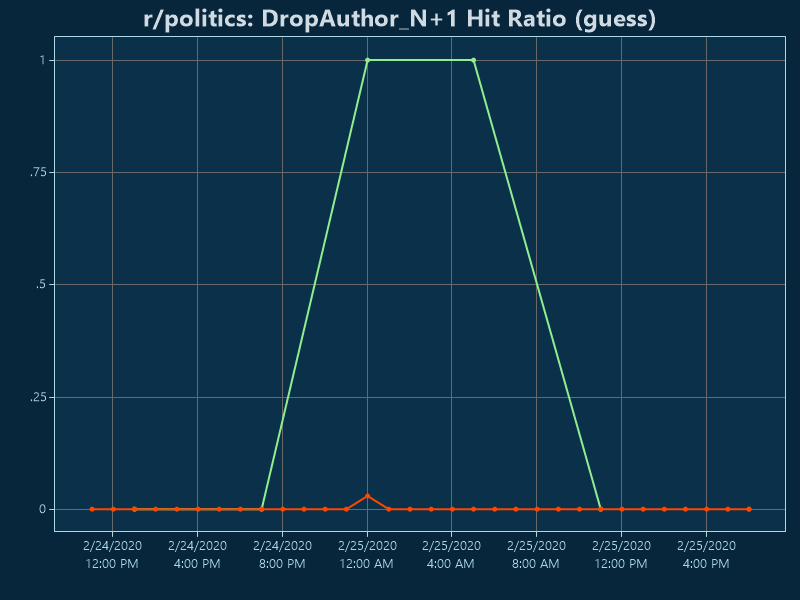 r/politics: DropAuthor_N+1 Hit Ratio (guess)
1
.75
.5
.25
0
2/24/2020 2/24/2020 2/24/2020 2/25/2020 2/25/2020 2/25/2020 2/25/2020 2/25/2020
12:00 PM 4:00 PM 8:00 PM 12:00 AM 4:00 AM 8:00 AM 12:00 PM 4:00 PM